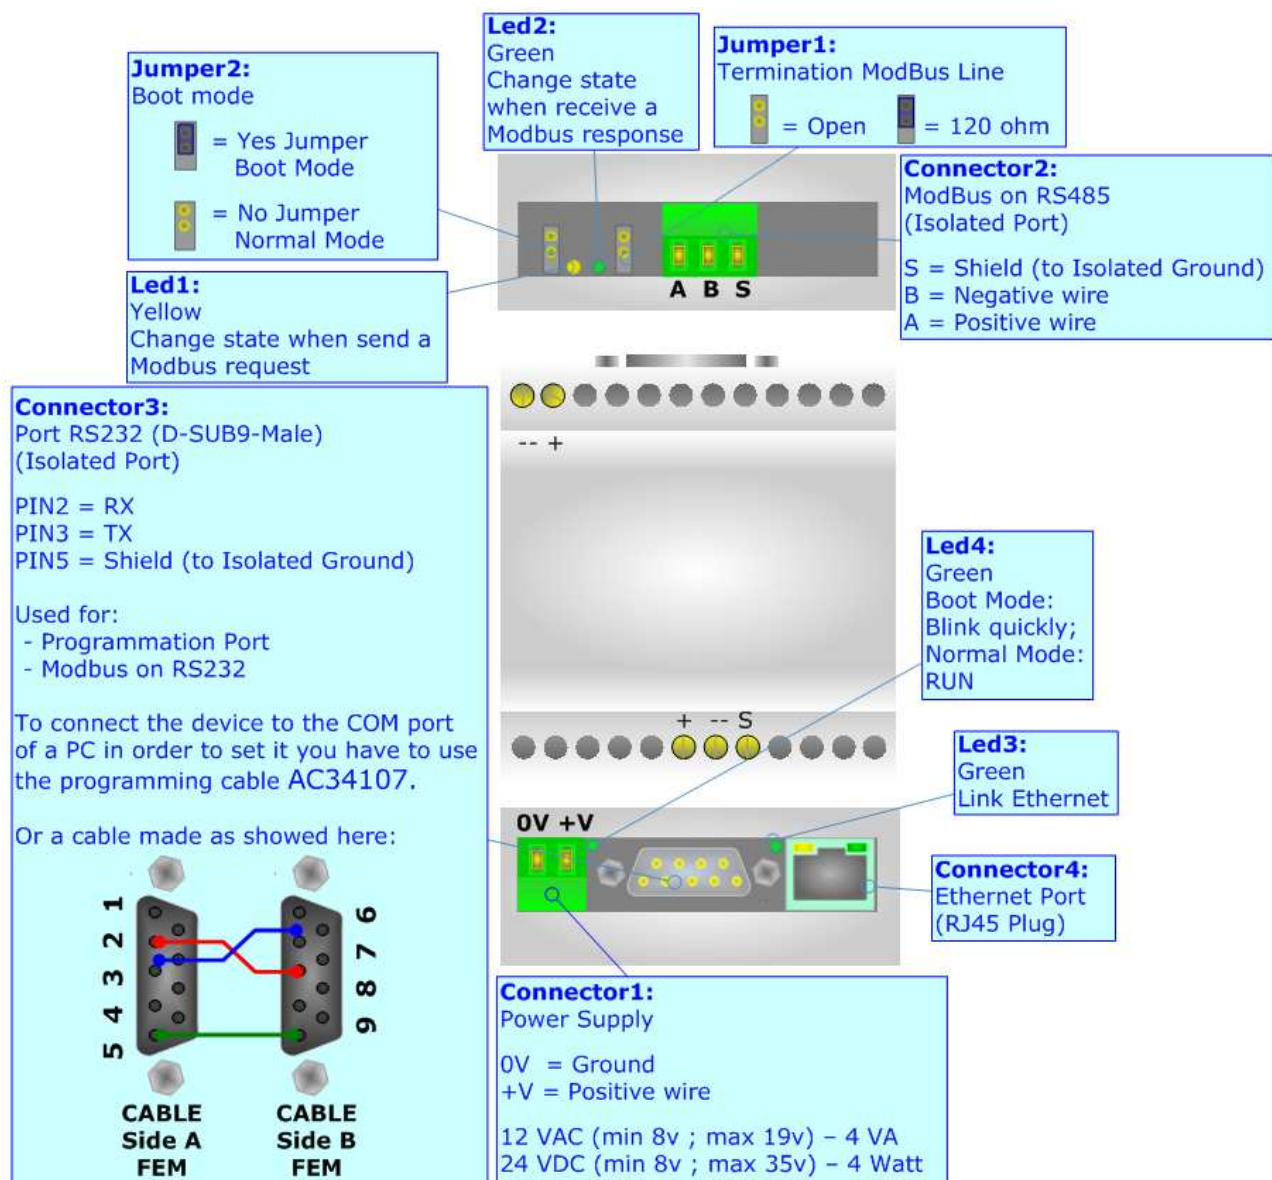 Led2:
Green
Change state
when receive a
Modbus response
Jumper1:
Termination ModBus Line
= Open
= 120 ohm
Jumper2:
Boot mode
= Yes Jumper
Boot Mode
= No Jumper
Normal Mode
Connector2:
ModBus on RS485
(Isolated Port)
S = Shield (to Isolated Ground)
B = Negative wire
A = Positive wire
A B S
Led1:
Yellow
Change state when send a
Modbus request
-- +
Connector3:
Port RS232 (D-SUB9-Male)
(Isolated Port)
PIN2 = RX
PIN3 = TX
PIN5 = Shield (to Isolated Ground)
Used for:
- Programmation Port
- Modbus on RS232
To connect the device to the COM port
of a PC in order to set it you have to use
the programming cable AC34107.
Or a cable made as showed here:
1
2
3
4
5
6
7
8
9
CABLE
Side A
FEM
CABLE
Side B
FEM
Led4:
Green
Boot Mode:
Blink quickly;
Normal Mode:
RUN
+ -- S
Led3:
Green
Link Ethernet
0V +V
Connector4:
Ethernet Port
(RJ45 Plug)
Connector1:
Power Supply
0V = Ground
+V = Positive wire
12 VAC (min 8v ; max 19v) – 4 VA
24 VDC (min 8v ; max 35v) – 4 Watt